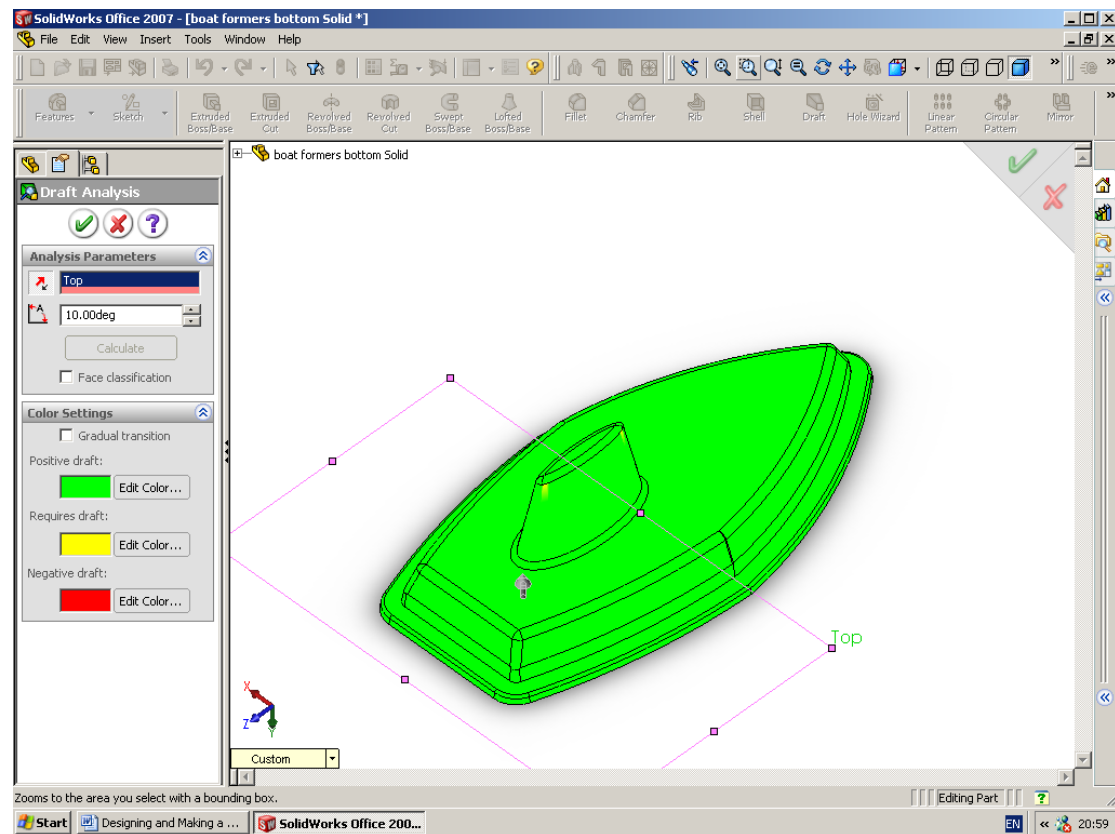 SolidWorks Office 2007 - [boat formers bottom Solid *]
File Edit View Insert Tools Window Help
Features Sketch Extruded Boss/Base Extruded Cut Revolved Boss/Base Revolved Cut Swept Boss/Base Lofted Boss/Base Fillet Chamfer Rib Shell Draft Hole Wizard Linear Pattern Circular Pattern Mirror
boat formers bottom Solid
Draft Analysis
Analysis Parameters
Top
10.00deg
Calculate
Face classification
Color Settings
Gradual transition
Positive draft:
Edit Color...
Requires draft:
Edit Color...
Negative draft:
Edit Color...
Top
X
Z
Y
Custom
Zooms to the area you select with a bounding box.
Editing Part
Start Designing and Making a ... SolidWorks Office 200... EN « 20:59